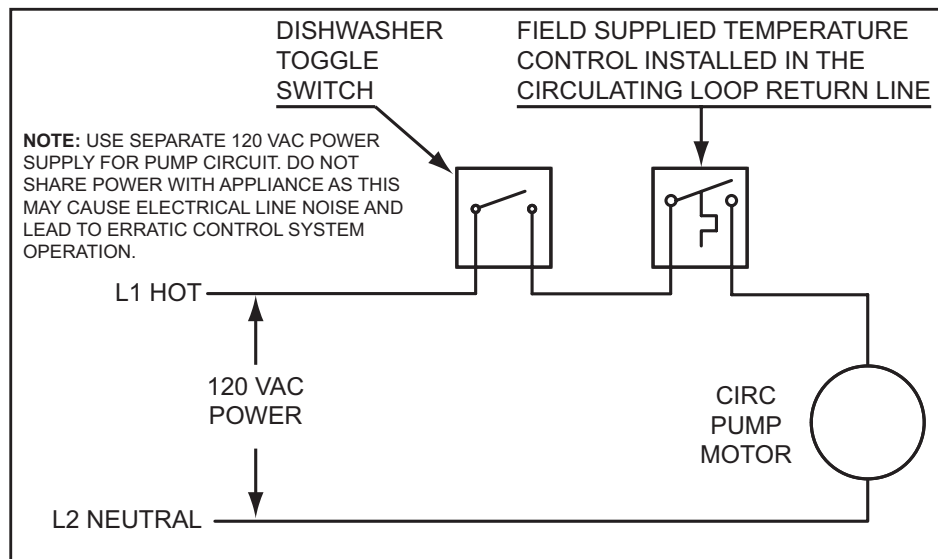 DISHWASHER
TOGGLE
SWITCH
FIELD SUPPLIED TEMPERATURE
CONTROL INSTALLED IN THE
CIRCULATING LOOP RETURN LINE
NOTE: USE SEPARATE 120 VAC POWER
SUPPLY FOR PUMP CIRCUIT. DO NOT
SHARE POWER WITH APPLIANCE AS THIS
MAY CAUSE ELECTRICAL LINE NOISE AND
LEAD TO ERRATIC CONTROL SYSTEM
OPERATION.
L1 HOT
120 VAC
POWER
CIRC
PUMP
MOTOR
L2 NEUTRAL